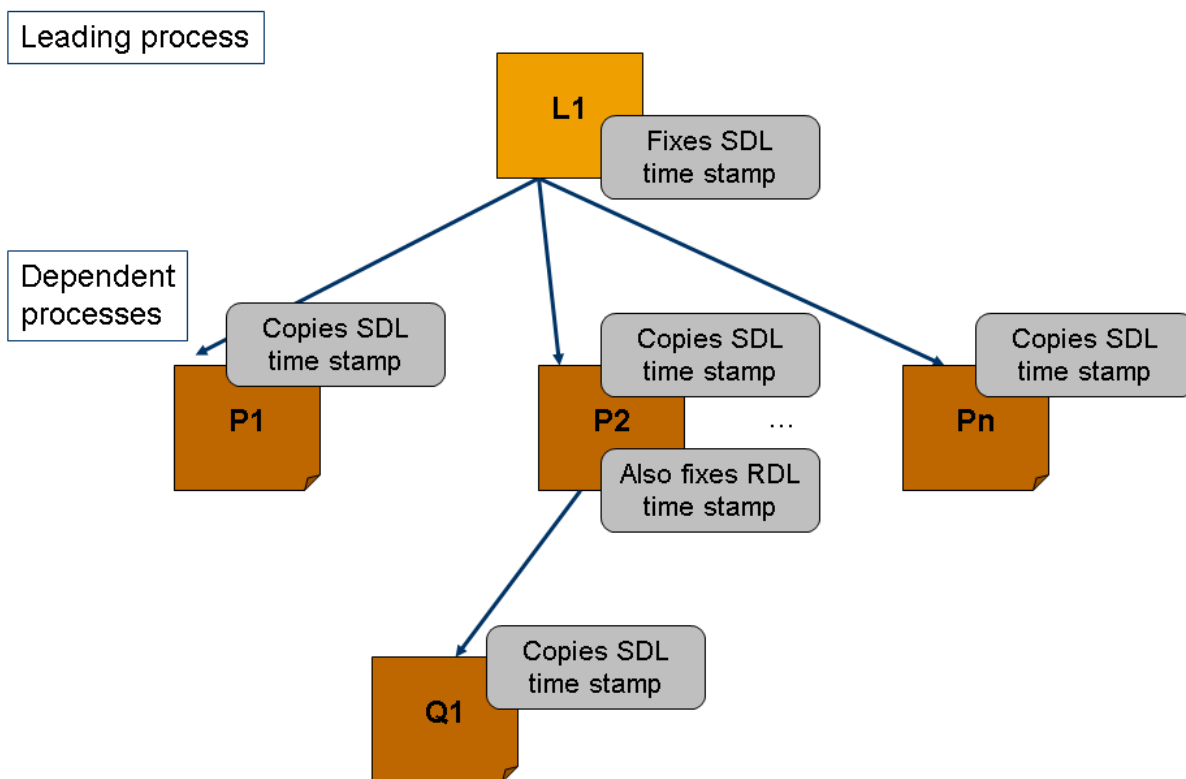 Leading process
L1
Fixes SDL
time stamp
Dependent
processes
Copies SDL
time stamp
P1
Copies SDL
time stamp
P2
...
Also fixes RDL
time stamp
Copies SDL
time stamp
Pn
Copies SDL
time stamp
Q1